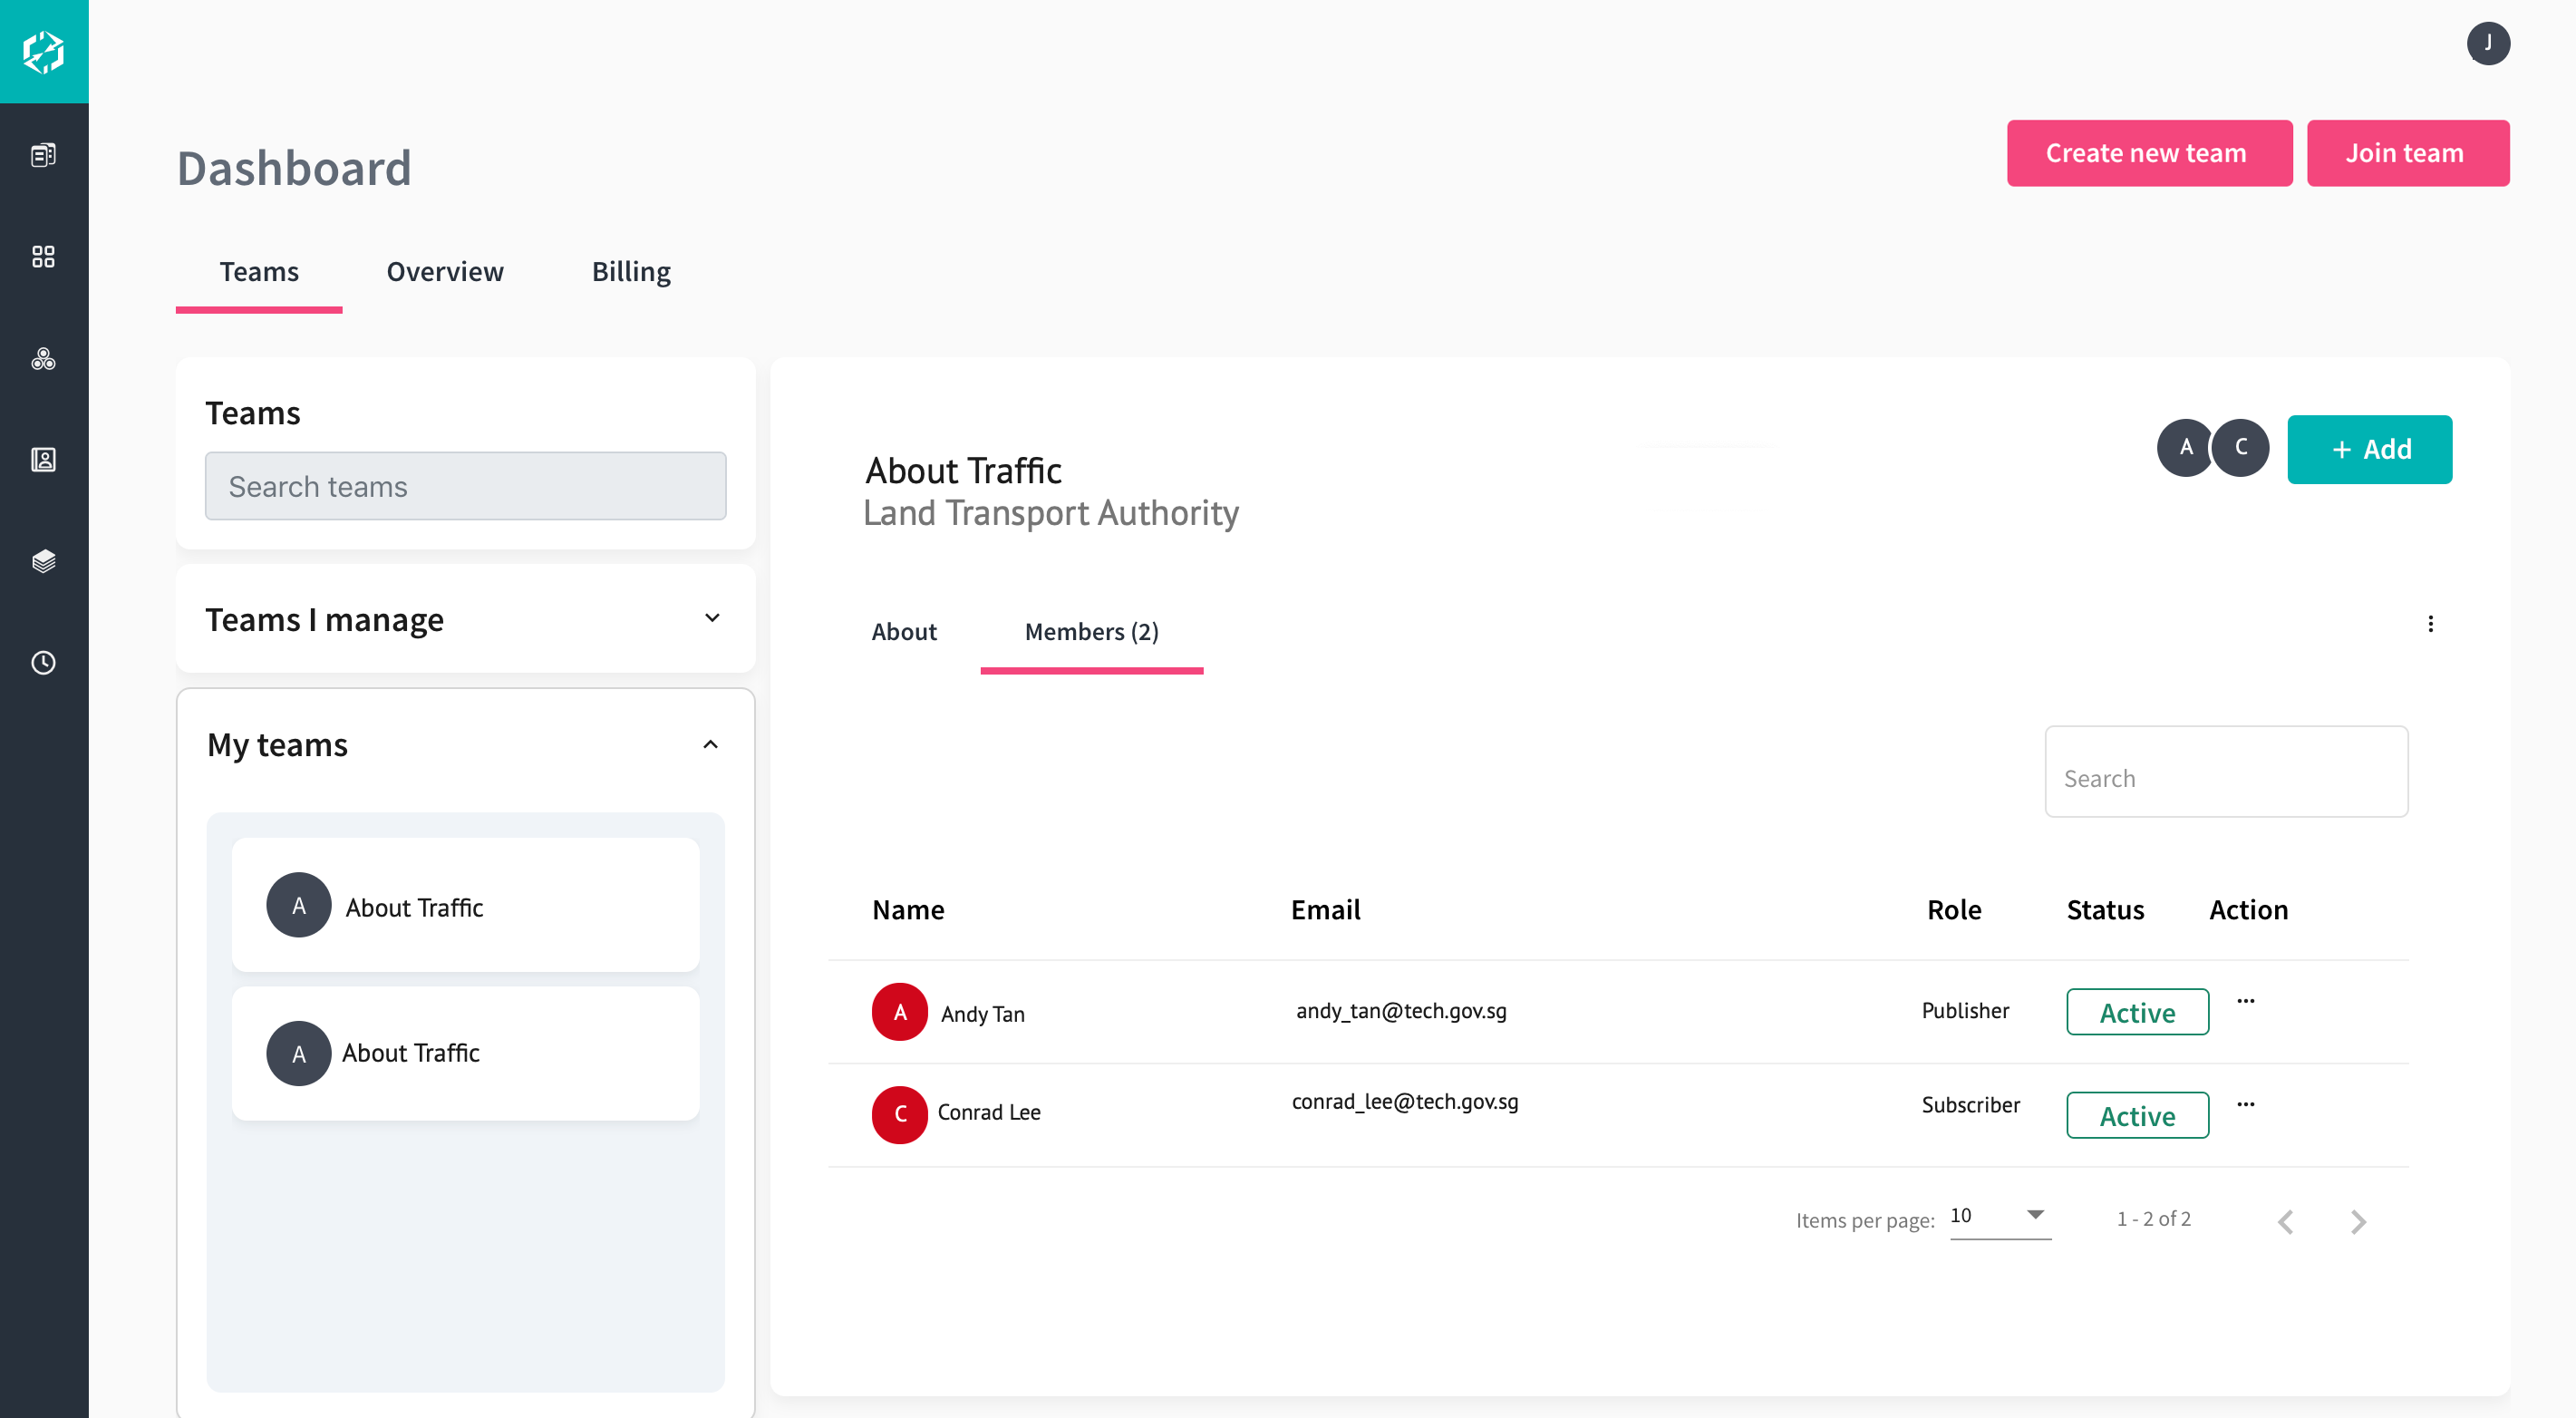 J
Dashboard
Create new team
Join team
Teams
Overview
Billing
Teams
Search teams
Teams I manage
My teams
A
About Traffic
A
About Traffic
About Traffic
Land Transport Authority
A
C
+ Add
About
Members (2)
Search
Name
Email
Role
Status
Action
A
Andy Tan
andy_tan@tech.gov.sg
Publisher
Active
...
C
Conrad Lee
conrad_lee@tech.gov.sg
Subscriber
Active
...
Items per page:
10
1 - 2 of 2